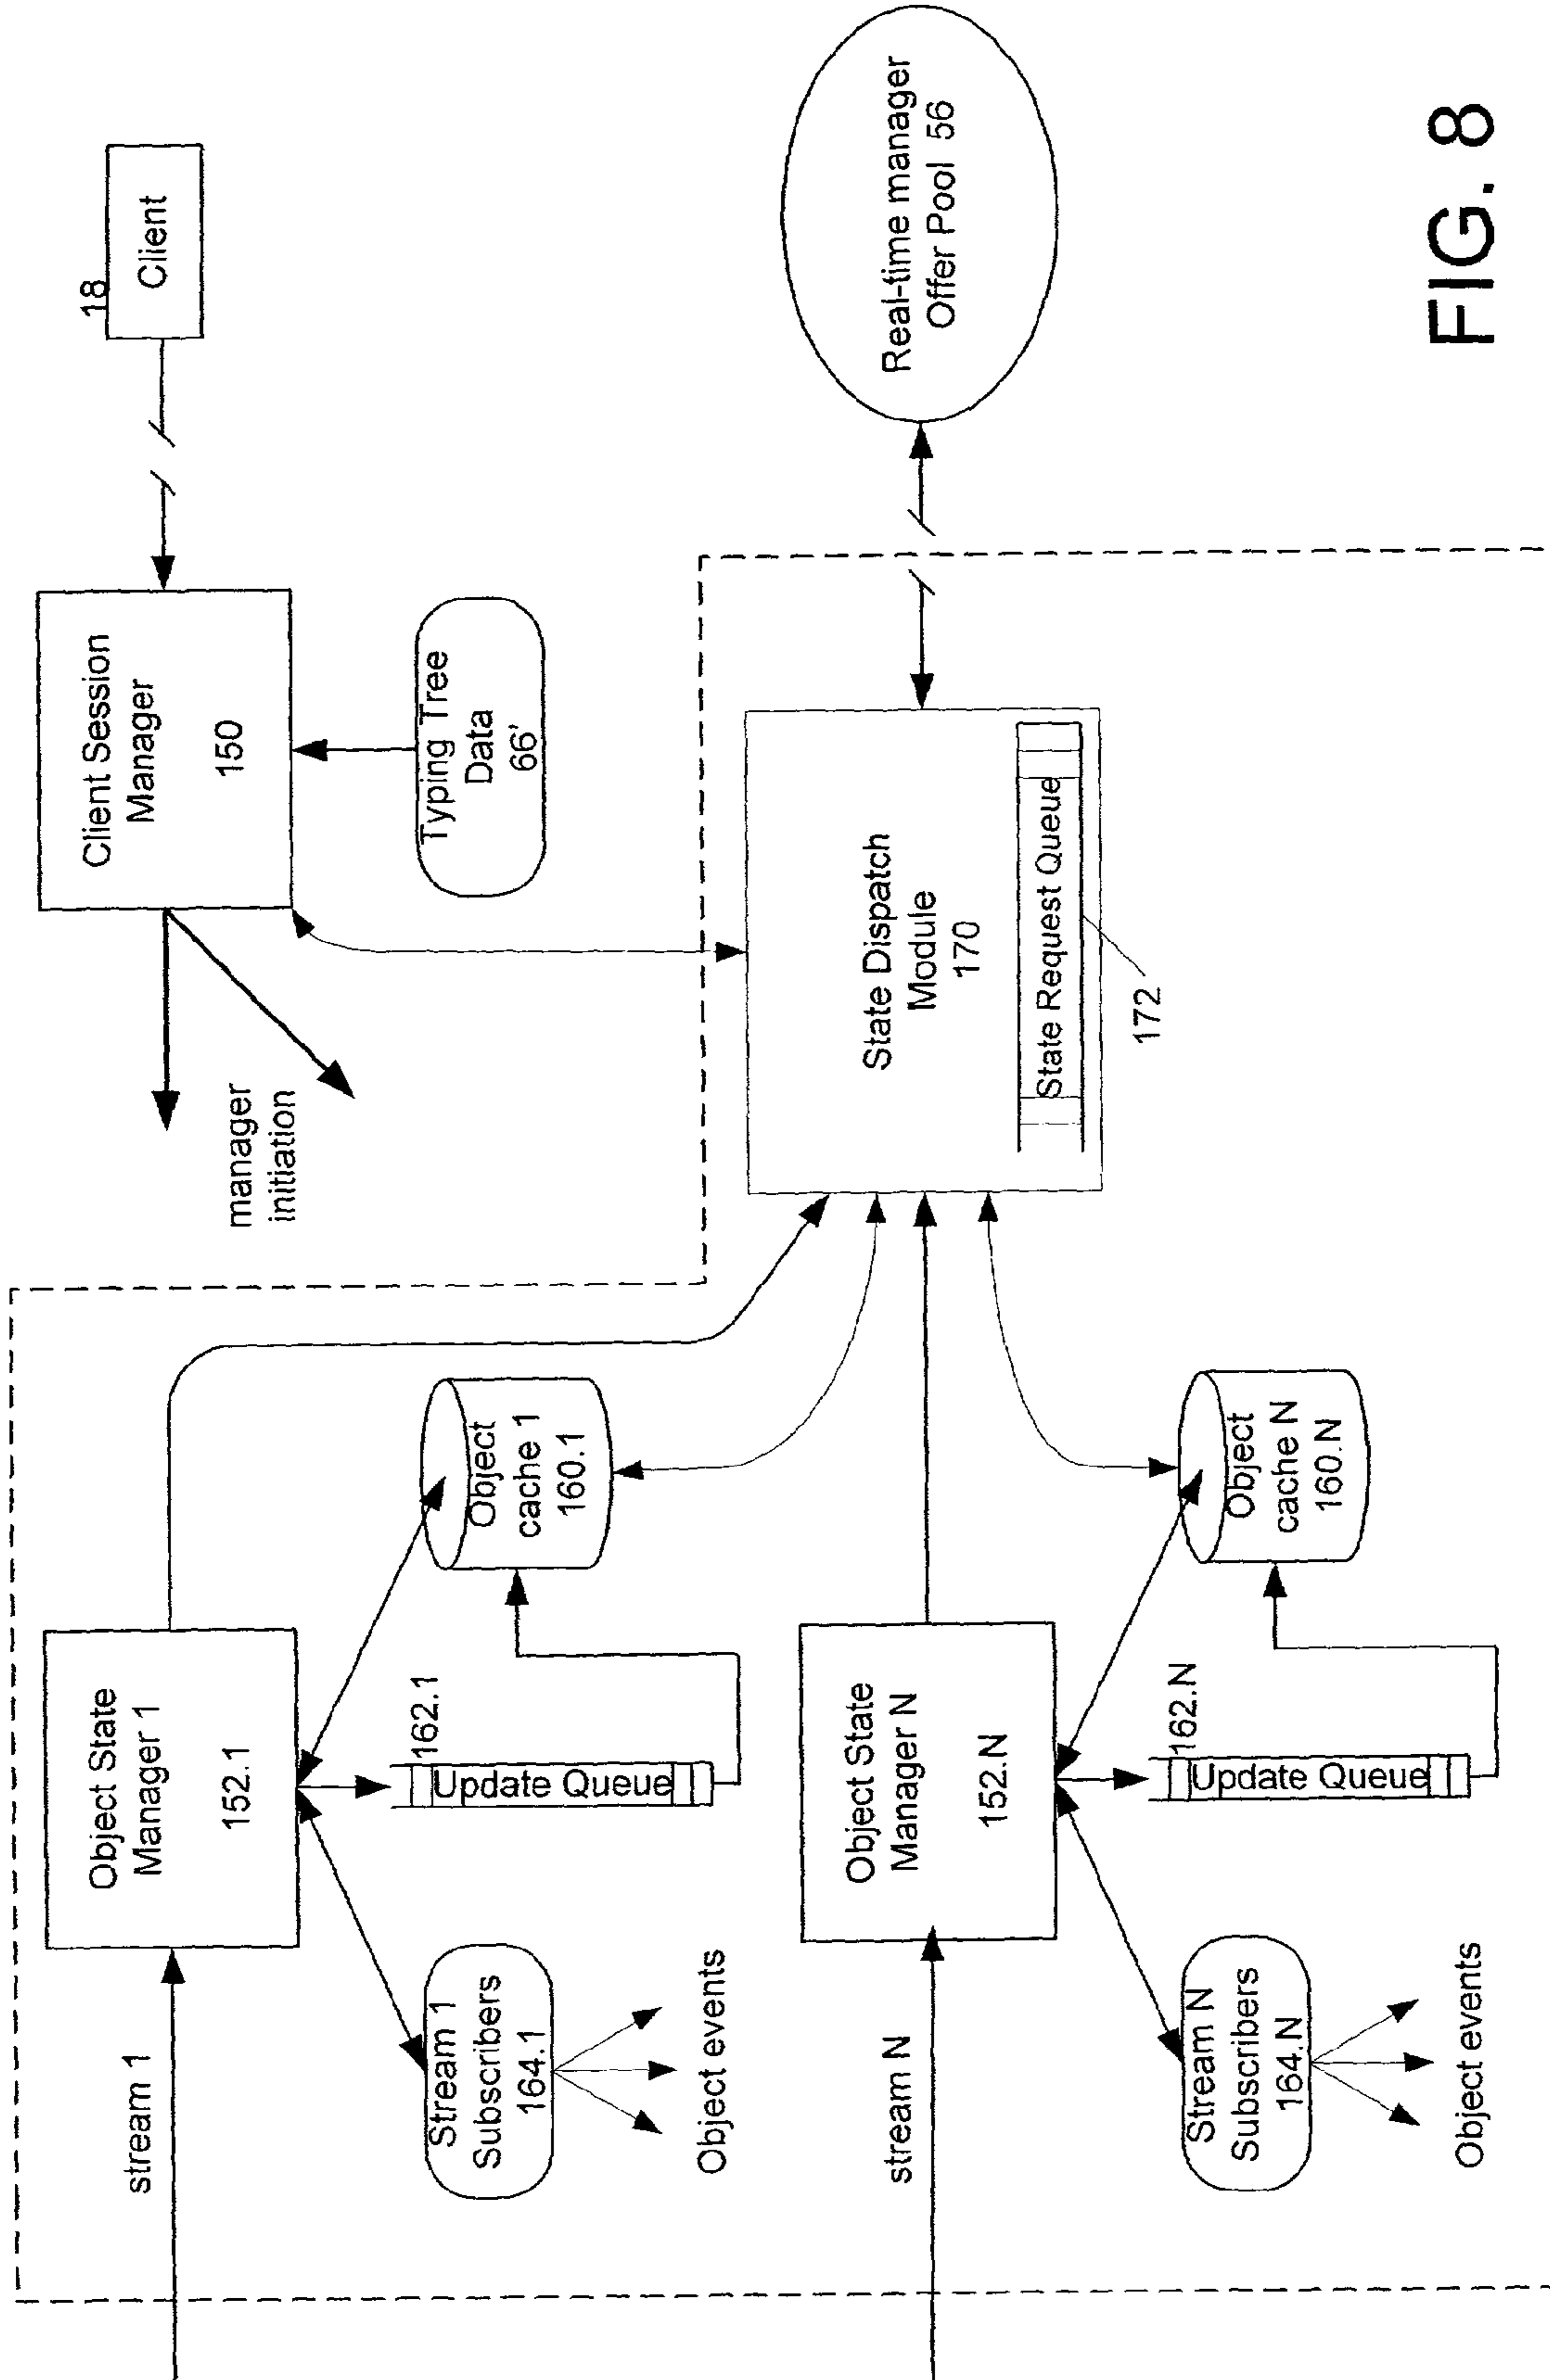 18
Client
Client Session
Manager
150
manager
initiation
Typing Tree
Data
66'
Real-time manager
Offer Pool 56
State Dispatch
Module
170
State Request Queue
172
stream 1
Object State
Manager 1
152.1
Object
cache 1
160.1
162.1
Update Queue
Stream 1
Subscribers
164.1
Object events
stream N
Object State
Manager N
152.N
Object
cache N
160.N
162.N
Update Queue
Stream N
Subscribers
164.N
Object events
FIG. 8